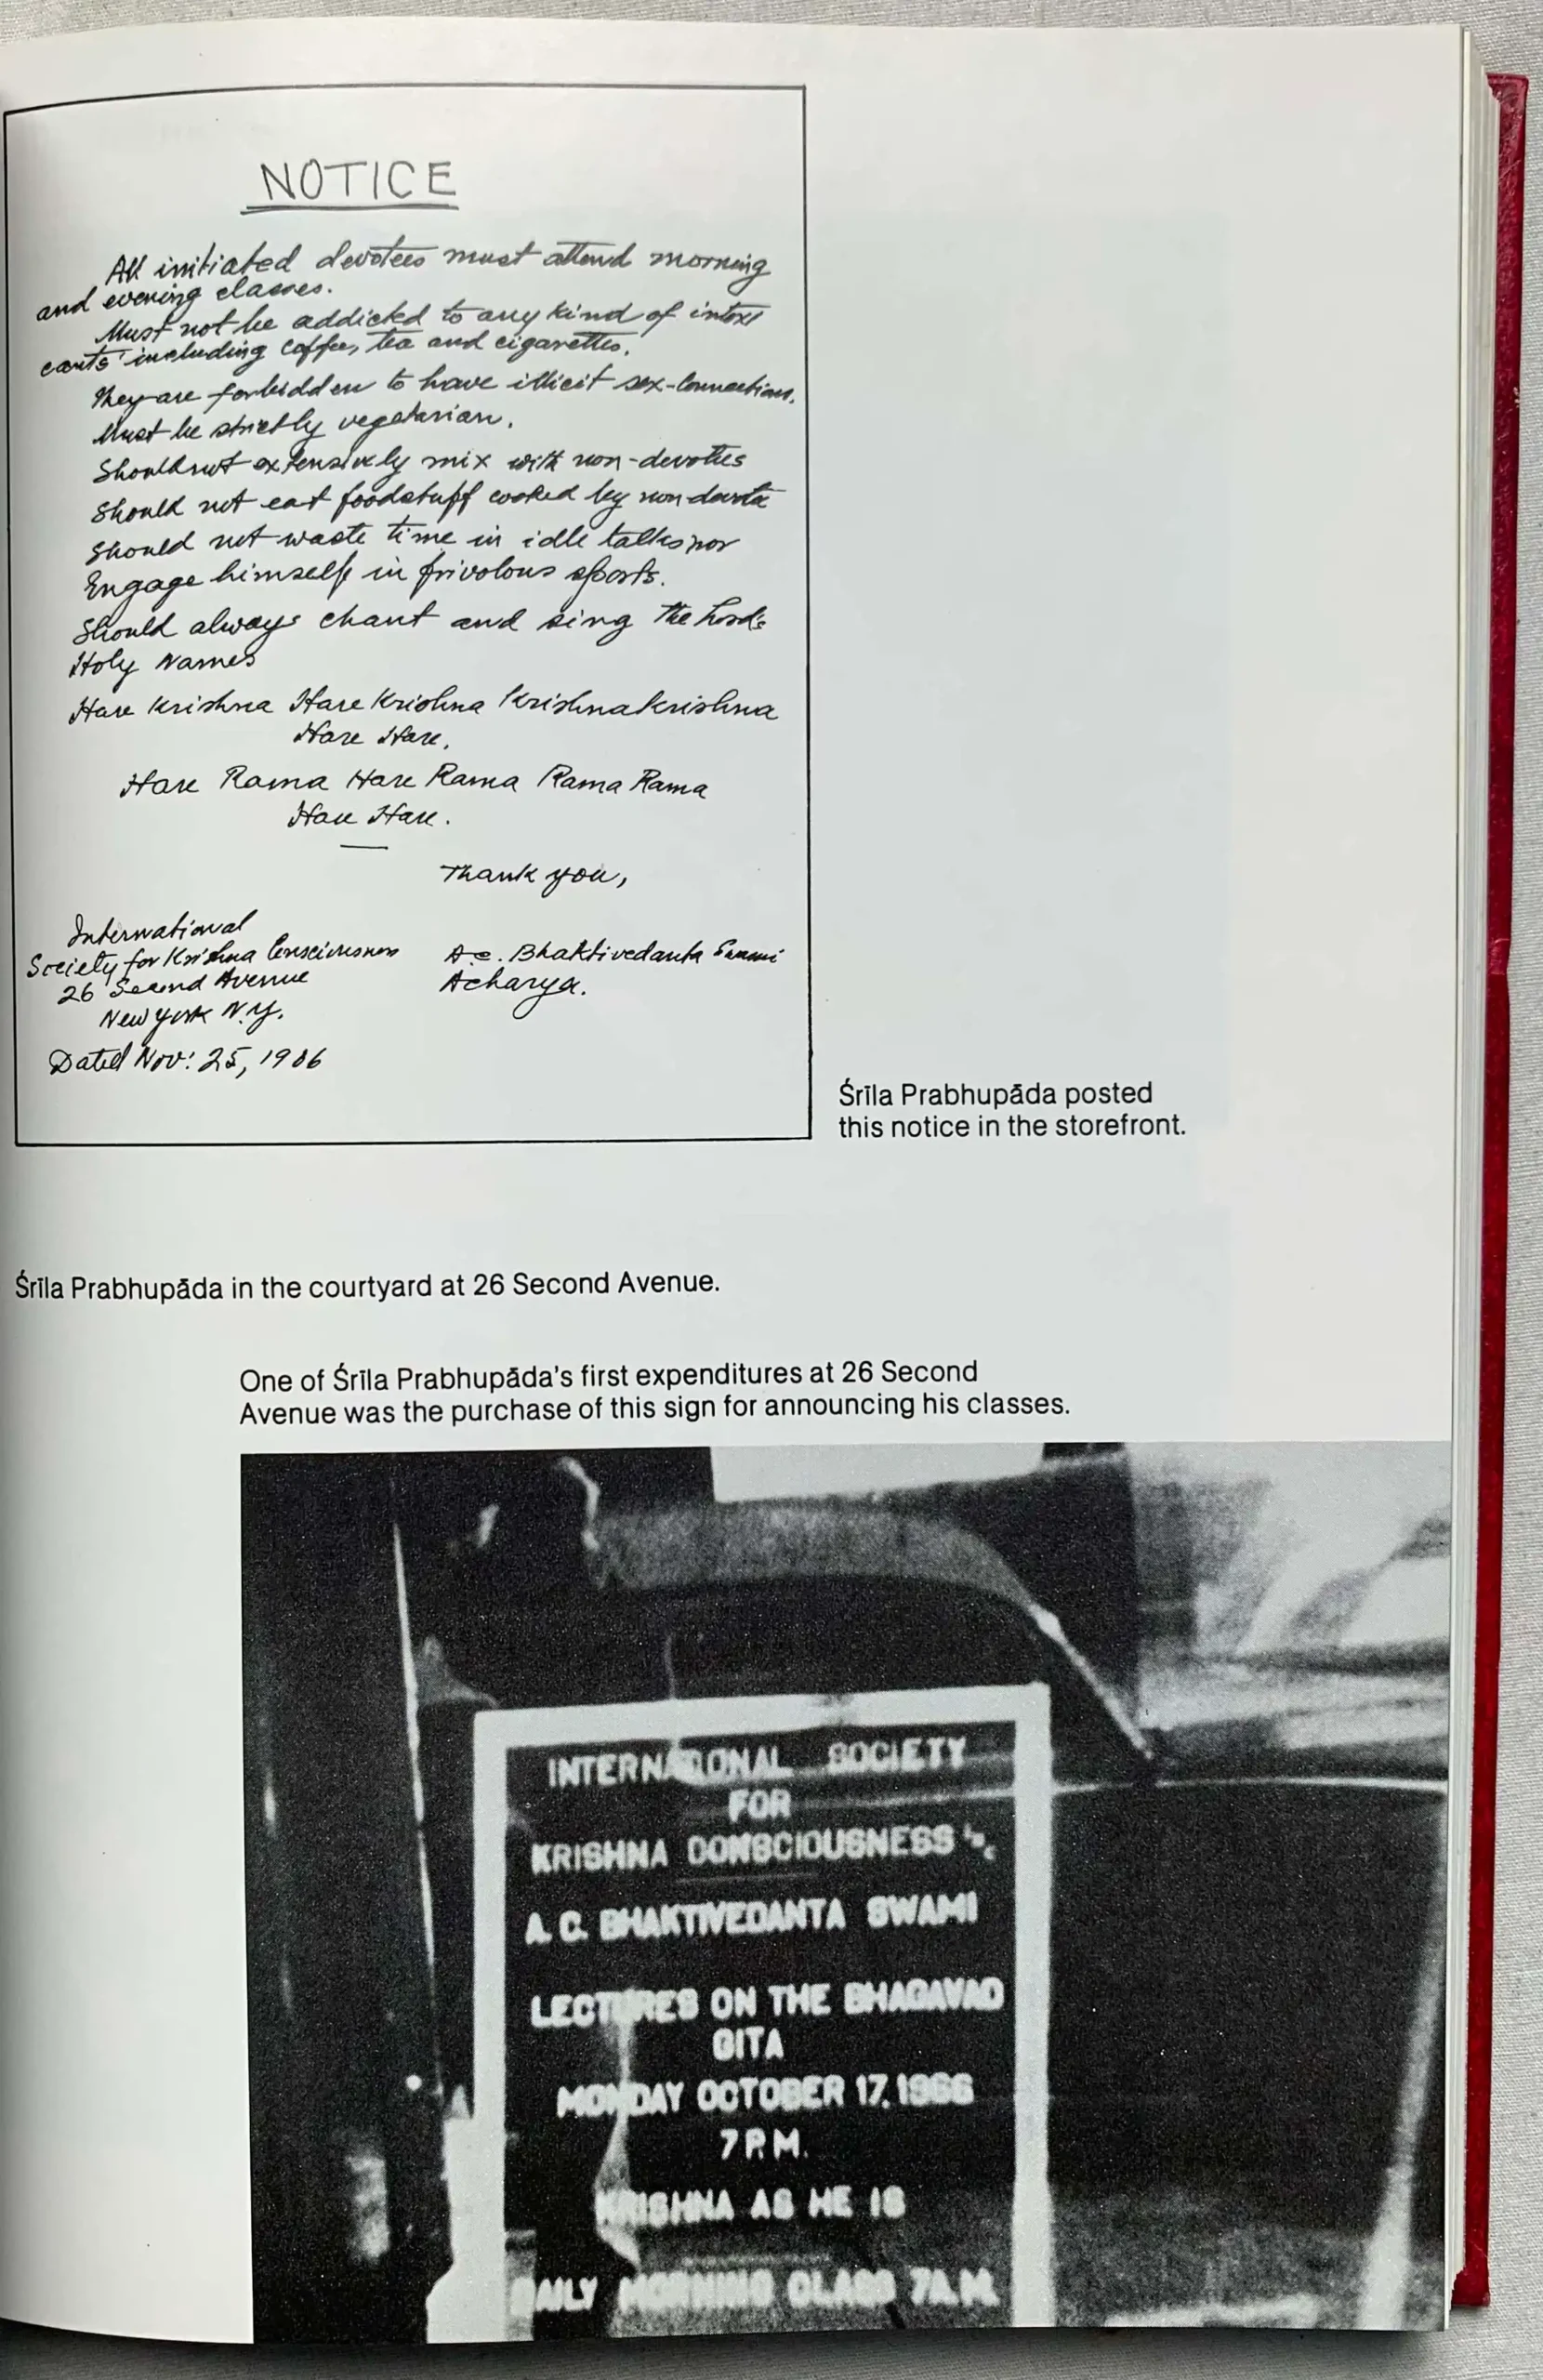 NOTICE
All initiated devotees must attend morning
and evening classes.
Must not be addicted to any kind of intoxi
cants including coffee, tea and cigarettes.
They are forbidden to have illicit sex-connections.
Must be strictly vegetarian.
Should not extensively mix with non-devotees
Should not eat foodstuff cooked by non-devotee
Should not waste time in idle talks nor
Engage himself in frivolous sports.
Should always chant and sing the Lord's
Holy Names
Hare Krishna Hare Krishna Krishna Krishna
Hare Hare.
Hare Rama Hare Rama Rama Rama
Hare Hare.
Thank you,
International
Society for Krishna Consciousness
26 Second Avenue
New York N.Y.
Dated Nov: 25, 1966
A.C. Bhaktivedanta Swami
Acharya.
Śrīla Prabhupāda posted
this notice in the storefront.
Śrīla Prabhupāda in the courtyard at 26 Second Avenue.
One of Śrīla Prabhupāda's first expenditures at 26 Second
Avenue was the purchase of this sign for announcing his classes.
INTERNATIONAL SOCIETY
FOR
KRISHNA CONSCIOUSNESS Inc
A. C. BHAKTIVEDANTA SWAMI
LECTURES ON THE BHAGAVAD
GITA
MONDAY OCTOBER 17, 1966
7 P.M.
KRISHNA AS HE IS
DAILY MORNING CLASS 7A.M.